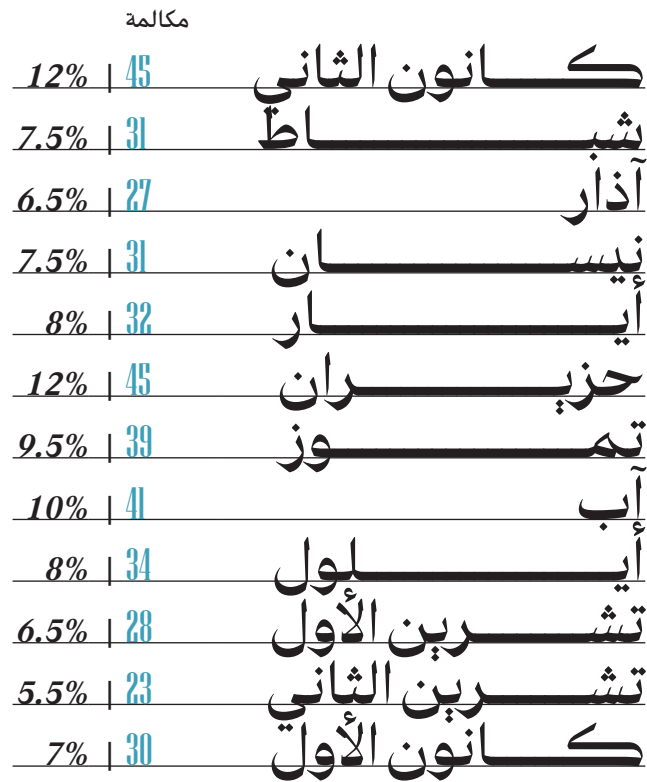 مكالمة
كانون الثاني 45 | 12%
شباط 31 | 7.5%
آذار 27 | 6.5%
نيسان 31 | 7.5%
أيار 32 | 8%
حزيران 45 | 12%
تموز 39 | 9.5%
آب 41 | 10%
أيلول 34 | 8%
تشرين الأول 28 | 6.5%
تشرين الثاني 23 | 5.5%
كانون الأول 30 | 7%